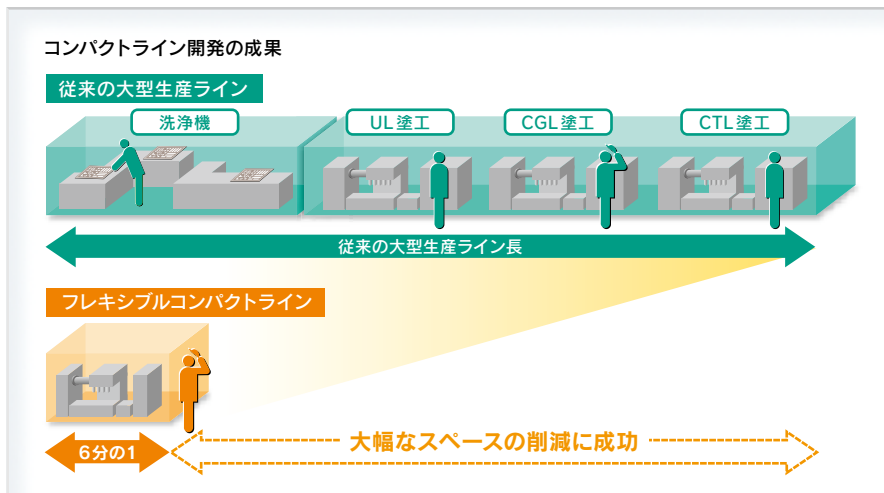 コンパクトライン開発の成果
従来の大型生産ライン
洗浄機
UL塗工
CGL塗工
CTL塗工
従来の大型生産ライン長
フレキシブルコンパクトライン
6分の1
大幅なスペースの削減に成功